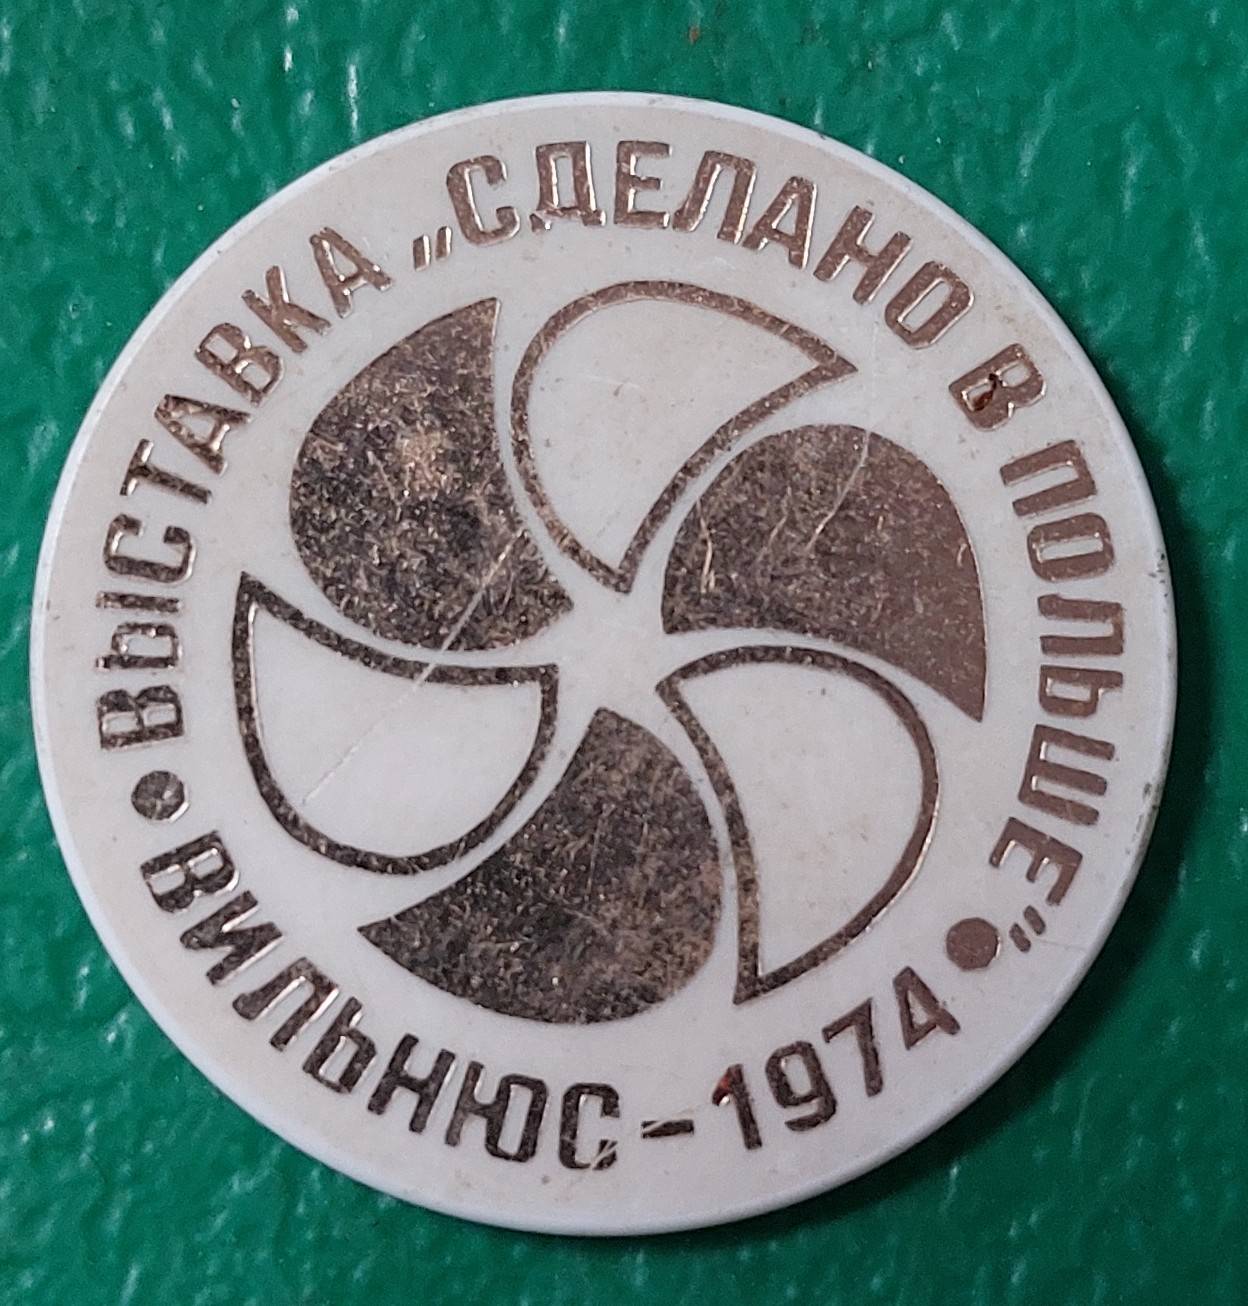 ВЫСТАВКА „СДЕЛАНО В ПОЛЬШЕ”
ВИЛЬНЮС – 1974